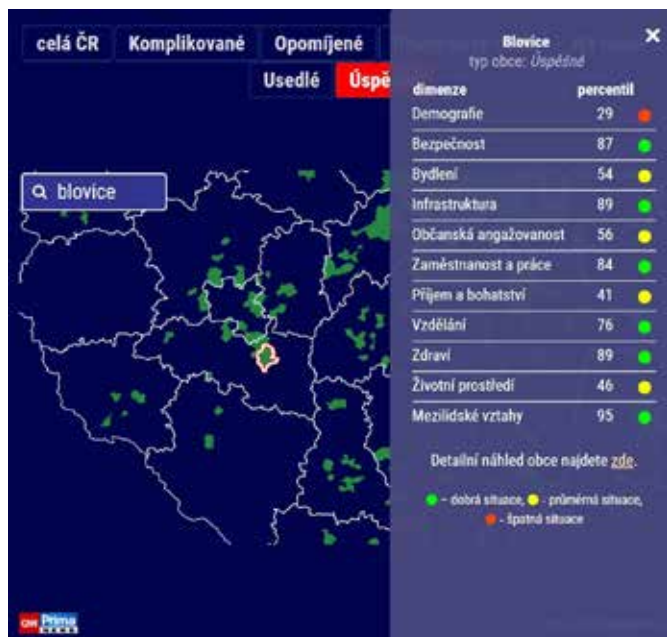 celá ČR Komplikované Opomíjené
Usedlé Úspě
blovice
Blovice
typ obce: Úspěšné
dimenze percentil
Demografie 29
Bezpečnost 87
Bydlení 54
Infrastruktura 89
Občanská angažovanost 56
Zaměstnanost a práce 84
Příjem a bohatství 41
Vzdělání 76
Zdraví 89
Životní prostředí 46
Mezilidské vztahy 95
Detailní náhled obce najdete zde.
- dobrá situace, - průměrná situace,
- špatná situace
CNN Prima
NEWS